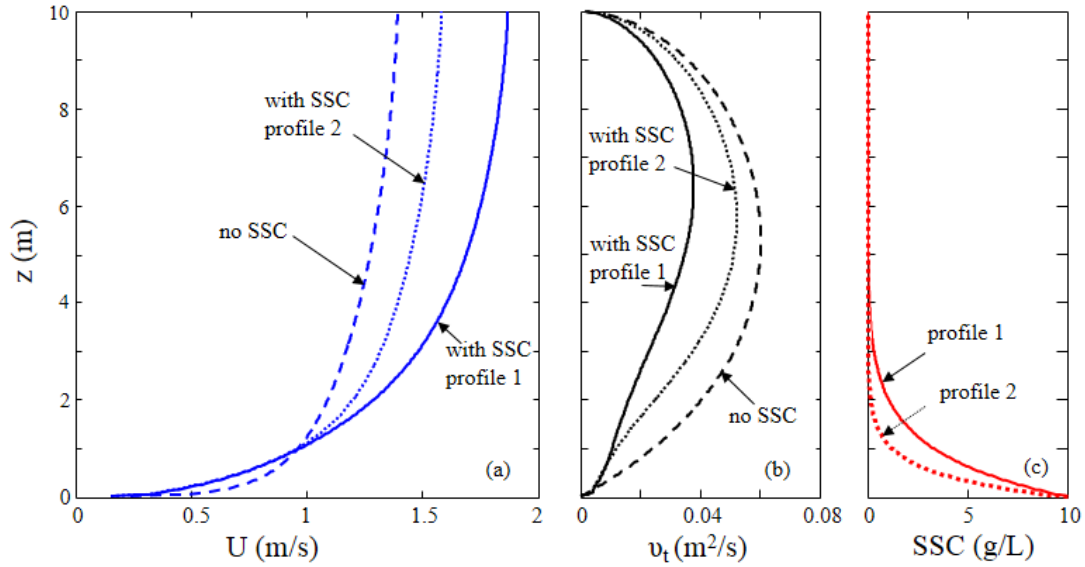 10
8
6
4
2
0
z (m)
with SSC
profile 2
no SSC
with SSC
profile 1
(a)
0
0.5
1
1.5
2
U (m/s)
with SSC
profile 2
with SSC
profile 1
no SSC
(b)
0
0.04
0.08
υt (m²/s)
profile 1
profile 2
(c)
0
5
10
SSC (g/L)